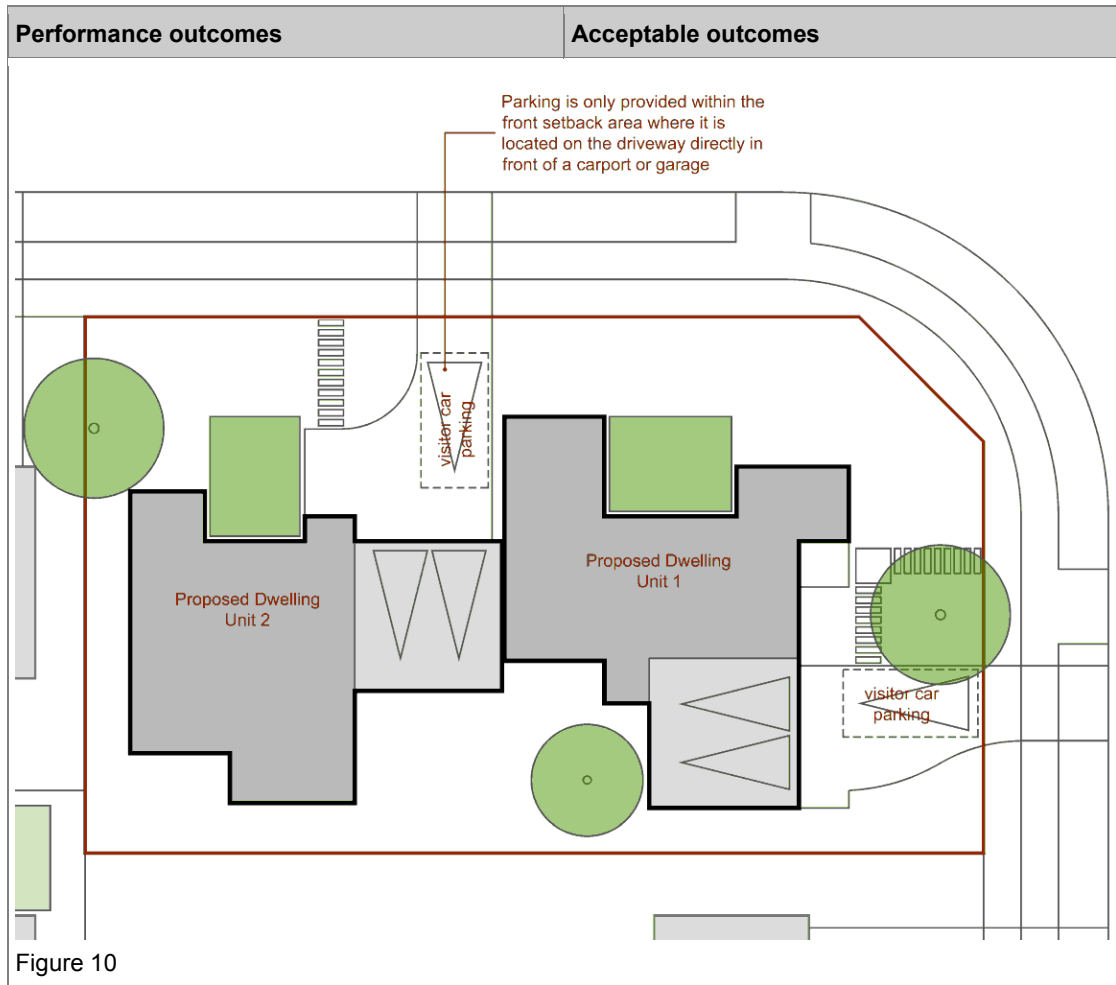 Performance outcomes
Acceptable outcomes
Parking is only provided within the
front setback area where it is
located on the driveway directly in
front of a carport or garage
visitor car
parking
Proposed Dwelling
Unit 1
Proposed Dwelling
Unit 2
visitor car
parking
Figure 10